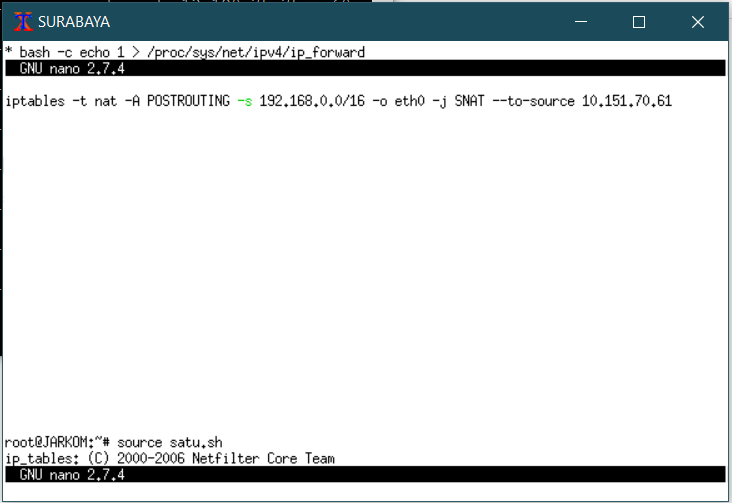 SURABAYA
* bash -c echo 1 > /proc/sys/net/ipv4/ip_forward
GNU nano 2.7.4
iptables -t nat -A POSTROUTING -s 192.168.0.0/16 -o eth0 -j SNAT --to-source 10.151.70.61
root@JARKOM:~# source satu.sh
ip_tables: (C) 2000-2006 Netfilter Core Team
GNU nano 2.7.4